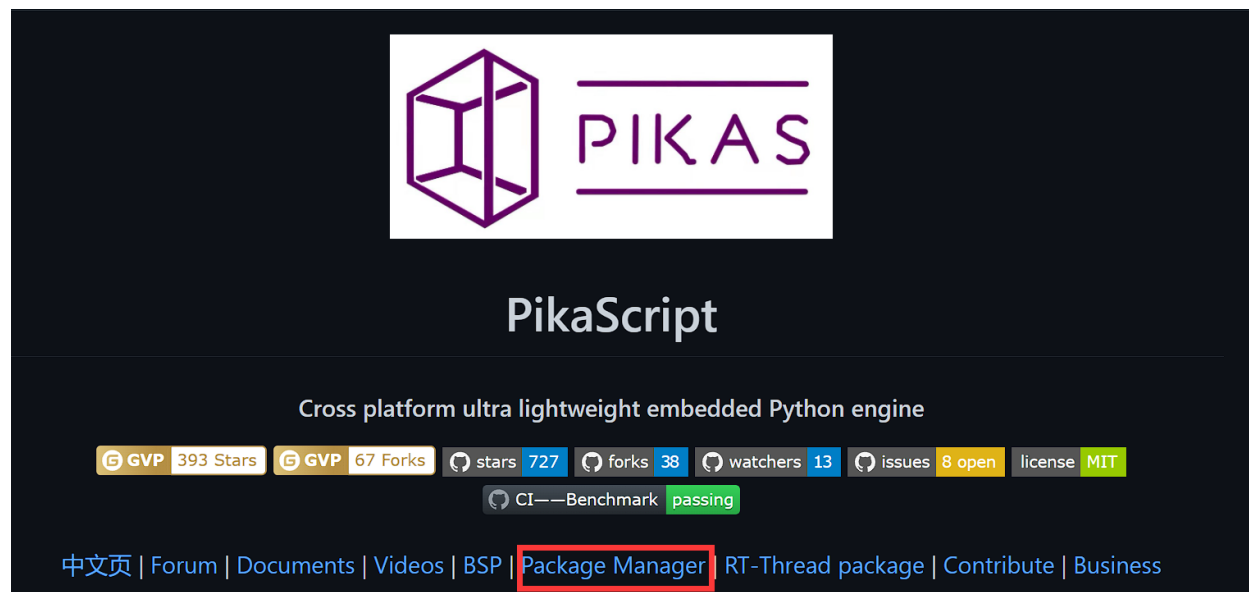 PIKAS
PikaScript
Cross platform ultra lightweight embedded Python engine
GVP 393 Stars GVP 67 Forks stars 727 forks 38 watchers 13 issues 8 open license MIT
CI——Benchmark passing
中文页 | Forum | Documents | Videos | BSP | Package Manager | RT-Thread package | Contribute | Business